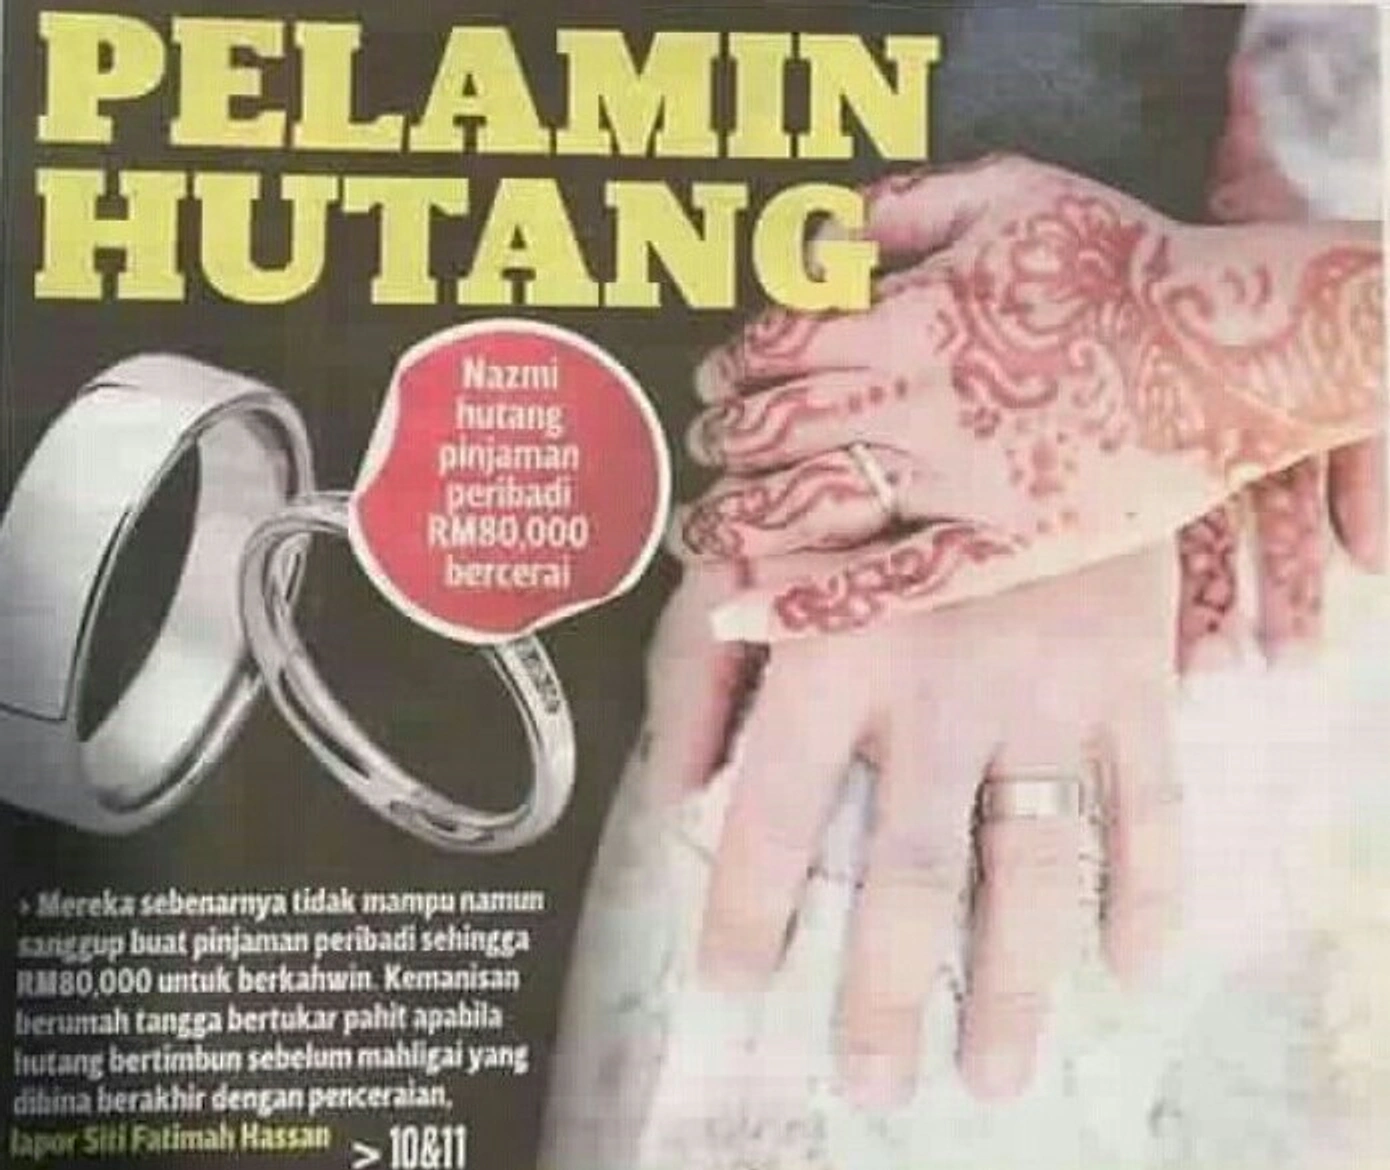 PELAMIN
HUTANG
Nazmi
hutang
pinjaman
peribadi
RM80,000
bercerai
› Mereka sebenarnya tidak mampu namun
sanggup buat pinjaman peribadi sehingga
RM80,000 untuk berkahwin. Kemanisan
berumah tangga bertukar pahit apabila
hutang bertimbun sebelum mahligai yang
dibina berakhir dengan penceraian,
lapor Siti Fatimah Hassan
> 10&11